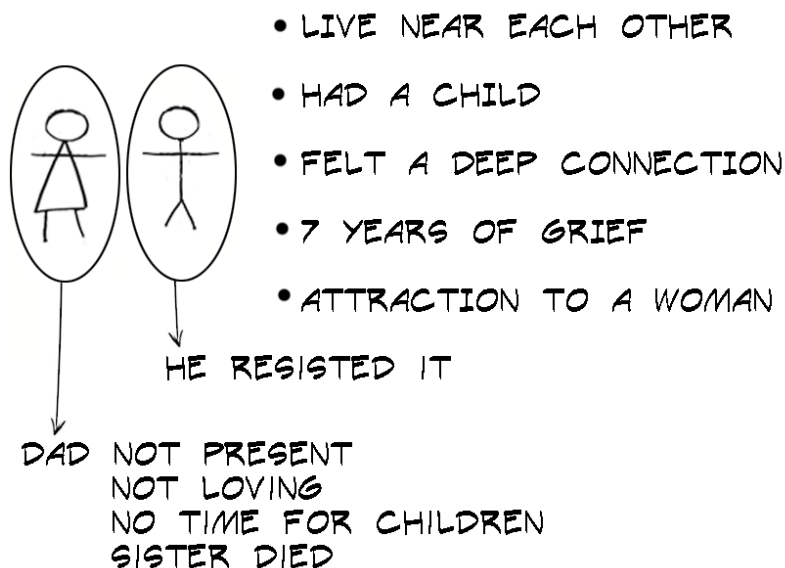 • LIVE NEAR EACH OTHER
• HAD A CHILD
• FELT A DEEP CONNECTION
• 7 YEARS OF GRIEF
• ATTRACTION TO A WOMAN
HE RESISTED IT
DAD NOT PRESENT
NOT LOVING
NO TIME FOR CHILDREN
SISTER DIED